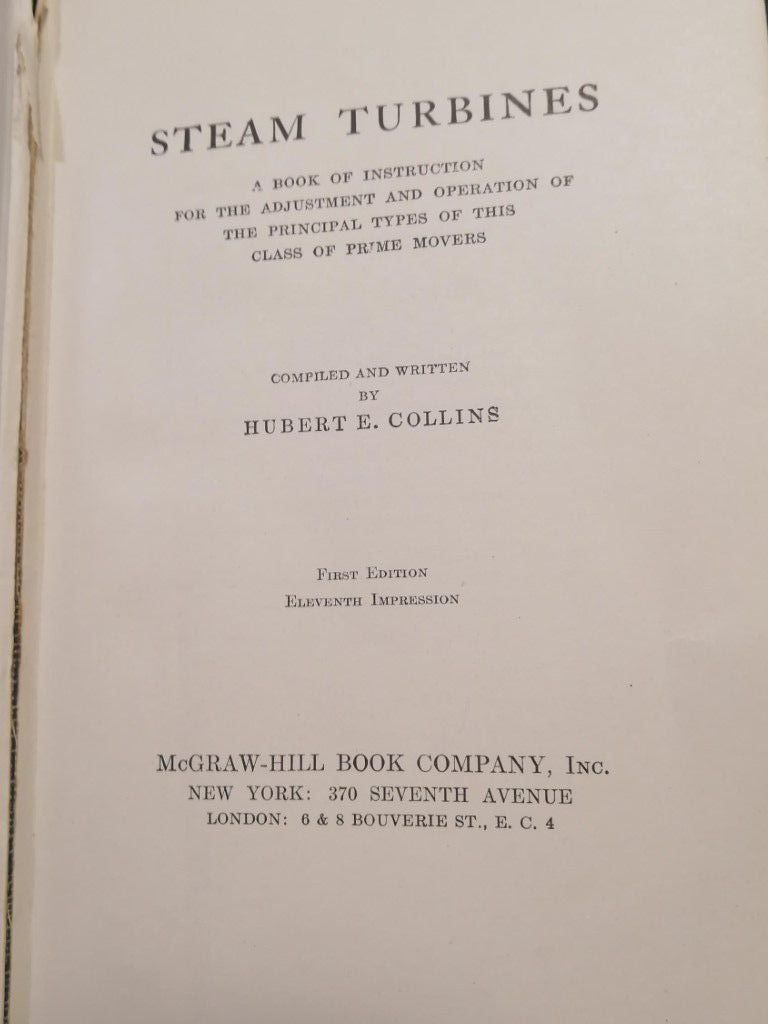 STEAM TURBINES
A BOOK OF INSTRUCTION
FOR THE ADJUSTMENT AND OPERATION OF
THE PRINCIPAL TYPES OF THIS
CLASS OF PRIME MOVERS
COMPILED AND WRITTEN
BY
HUBERT E. COLLINS
First Edition
Eleventh Impression
McGRAW-HILL BOOK COMPANY, Inc.
NEW YORK: 370 SEVENTH AVENUE
LONDON: 6 & 8 BOUVERIE ST., E. C. 4